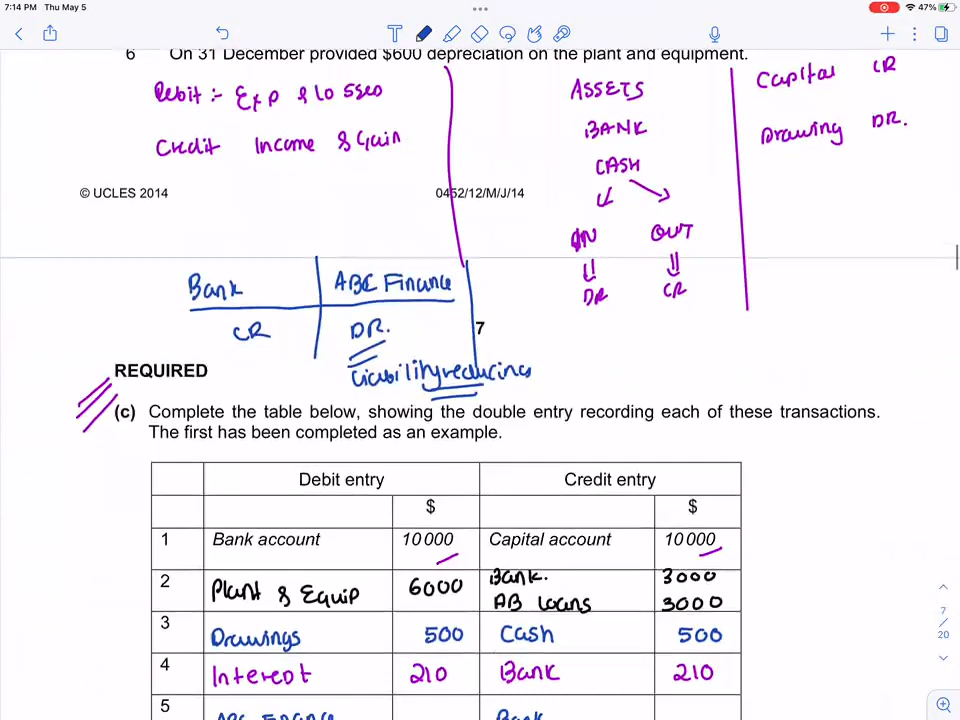 7:14 PM Thu May 5
47%
6 On 31 December provided $600 depreciation on the plant and equipment.
Debit :- Exp & losses
Credit Income & Gain
ASSETS
BANK
CASH
IN OUT
DR CR
Capital CR
Drawing DR.
© UCLES 2014 0452/12/M/J/14
Bank ABC Finance
CR DR.
Liability reducing
7
REQUIRED
(c) Complete the table below, showing the double entry recording each of these transactions.
The first has been completed as an example.
Debit entry Credit entry
$ $
1 Bank account 10 000 Capital account 10 000
2 Plant & Equip 6000 Bank. 3000
AB Loans 3000
3 Drawings 500 Cash 500
4 Interest 210 Bank 210
5
ABC Finance Bank
7
/
20